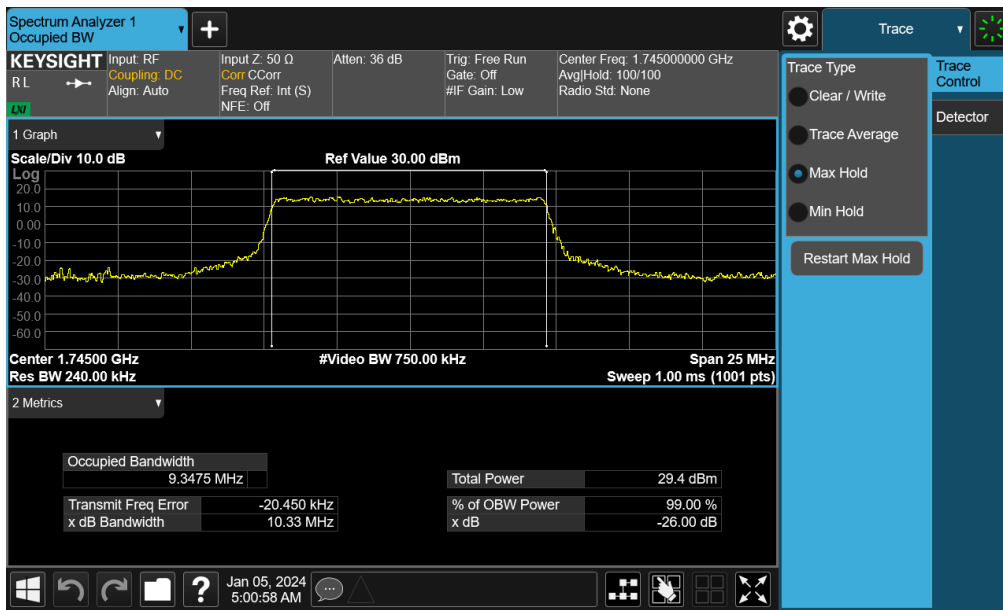 Spectrum Analyzer 1
Occupied BW
Trace
KEYSIGHT
R L
LXI
Input: RF
Coupling: DC
Align: Auto
Input Z: 50 Ω
Corr CCorr
Freq Ref: Int (S)
NFE: Off
Atten: 36 dB
Trig: Free Run
Gate: Off
#IF Gain: Low
Center Freq: 1.745000000 GHz
Avg|Hold: 100/100
Radio Std: None
Trace Type
Clear / Write
Trace Average
Max Hold
Min Hold
Restart Max Hold
Trace
Control
Detector
1 Graph
Scale/Div 10.0 dB
Ref Value 30.00 dBm
Log
20.0
10.0
0.00
-10.0
-20.0
-30.0
-40.0
-50.0
-60.0
Center 1.74500 GHz
#Video BW 750.00 kHz
Span 25 MHz
Res BW 240.00 kHz
Sweep 1.00 ms (1001 pts)
2 Metrics
Occupied Bandwidth
9.3475 MHz
Total Power 29.4 dBm
Transmit Freq Error -20.450 kHz
% of OBW Power 99.00 %
x dB Bandwidth 10.33 MHz
x dB -26.00 dB
?
Jan 05, 2024
5:00:58 AM